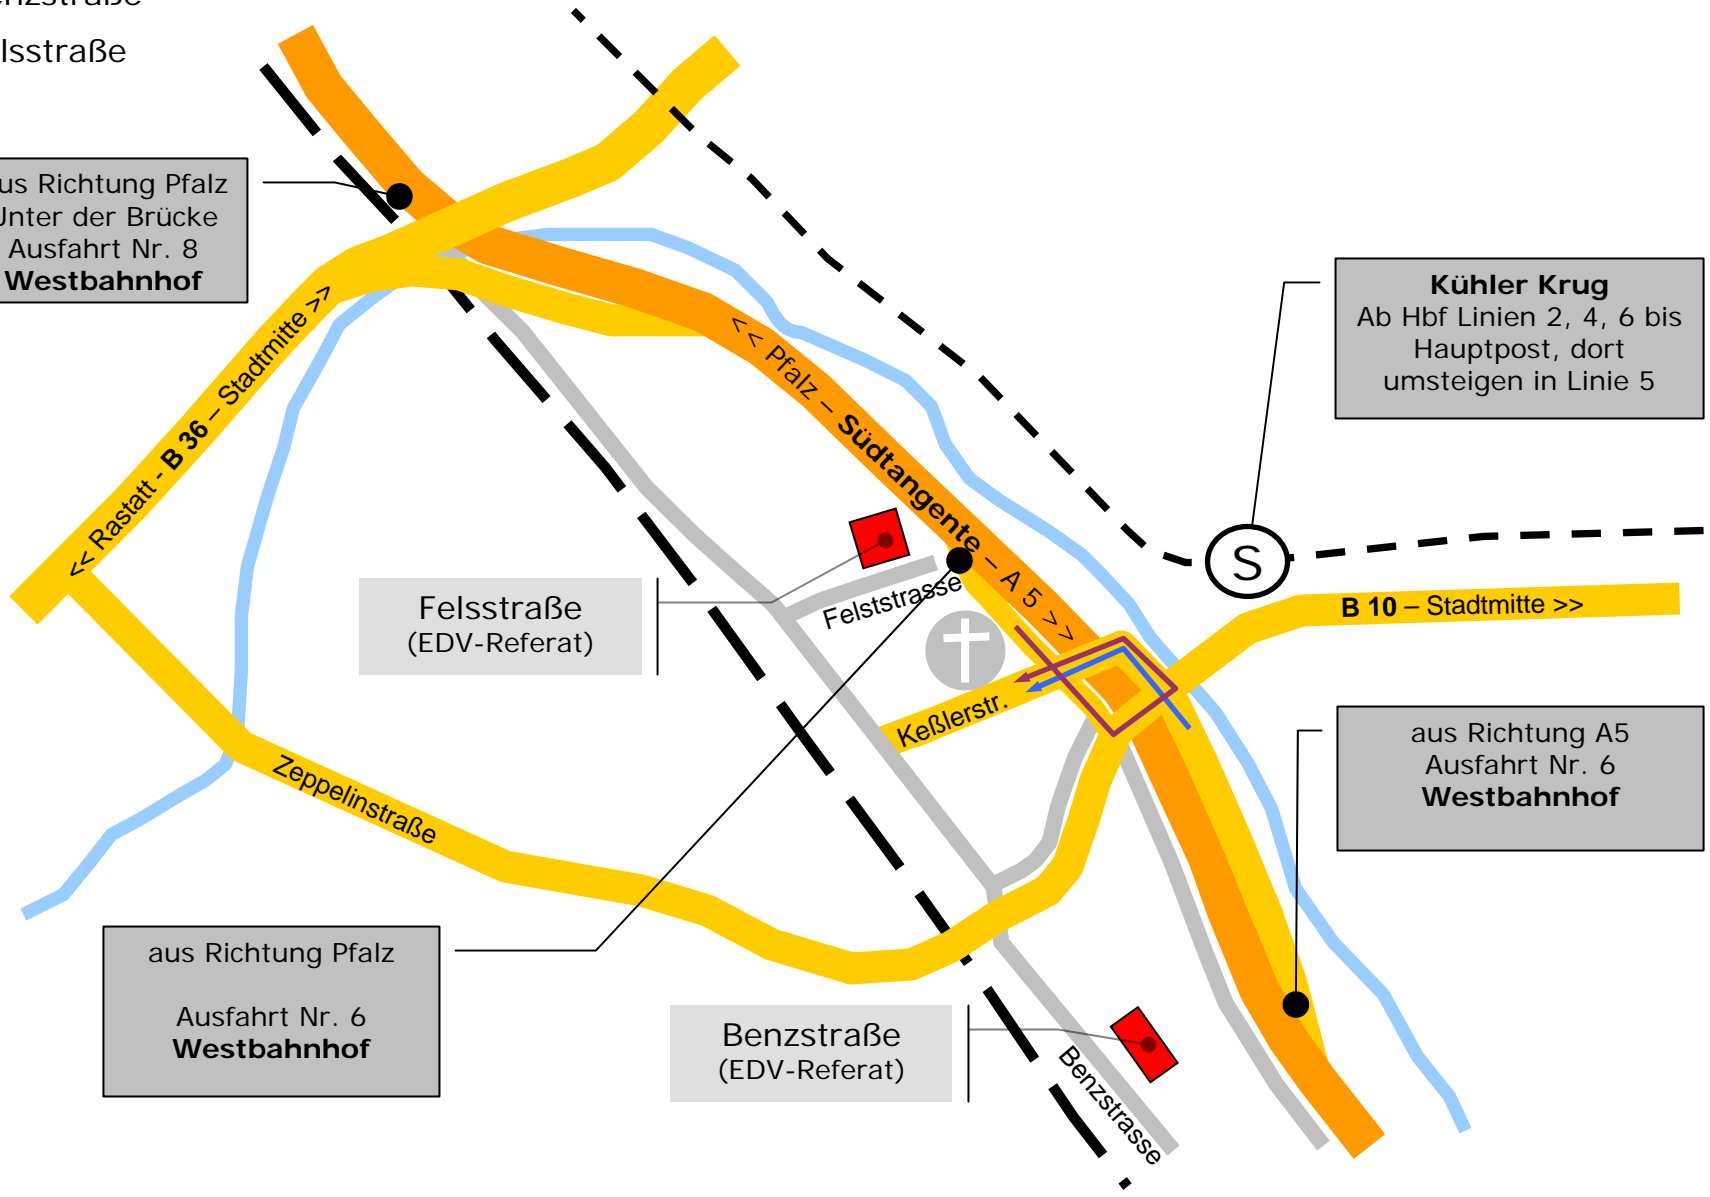 enzstraße
lsstraße
us Richtung Pfalz
Unter der Brücke
Ausfahrt Nr. 8
Westbahnhof
Kühler Krug
Ab Hbf Linien 2, 4, 6 bis
Hauptpost, dort
umsteigen in Linie 5
<< Rastatt - B 36 – Stadtmitte >>
<< Pfalz – Südtangente – A 5 >>
S
B 10 – Stadtmitte >>
Felsstraße
(EDV-Referat)
Felststrasse
Keßlerstr.
aus Richtung A5
Ausfahrt Nr. 6
Westbahnhof
Zeppelinstraße
aus Richtung Pfalz
Ausfahrt Nr. 6
Westbahnhof
Benzstraße
(EDV-Referat)
Benzstrasse